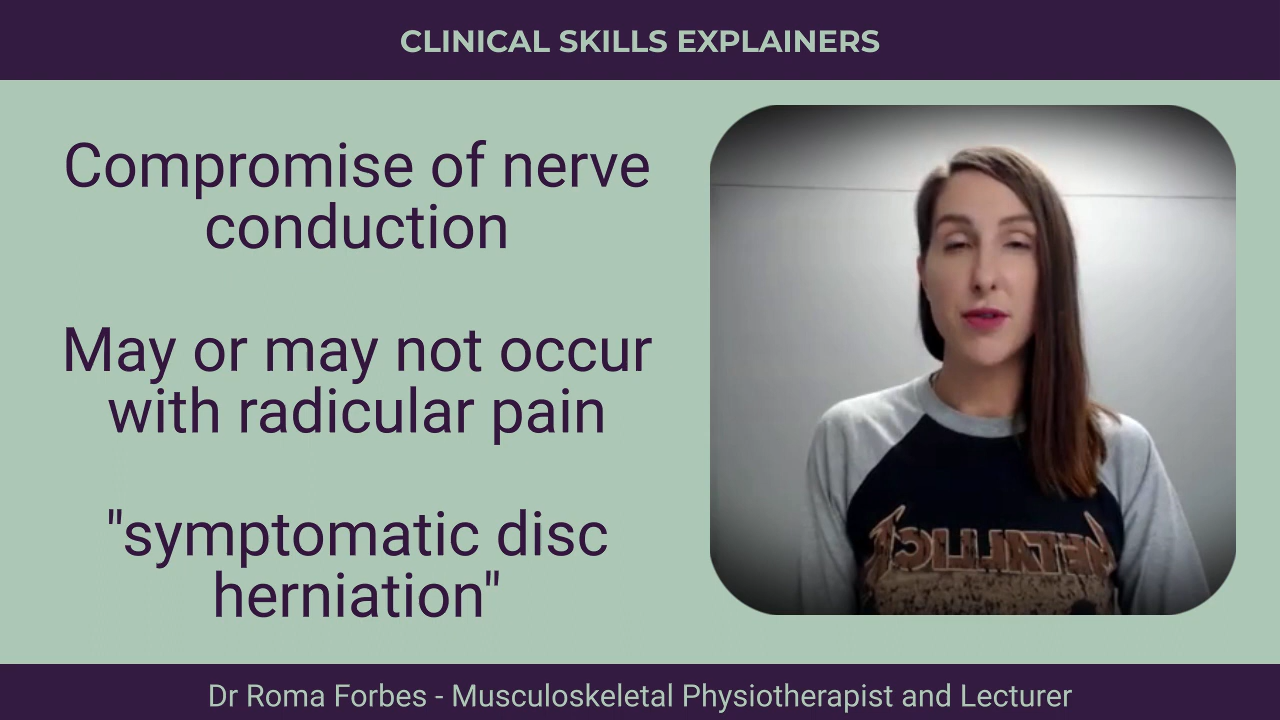 CLINICAL SKILLS EXPLAINERS
Compromise of nerve
conduction
May or may not occur
with radicular pain
"symptomatic disc
herniation"
METALLICA
Dr Roma Forbes - Musculoskeletal Physiotherapist and Lecturer